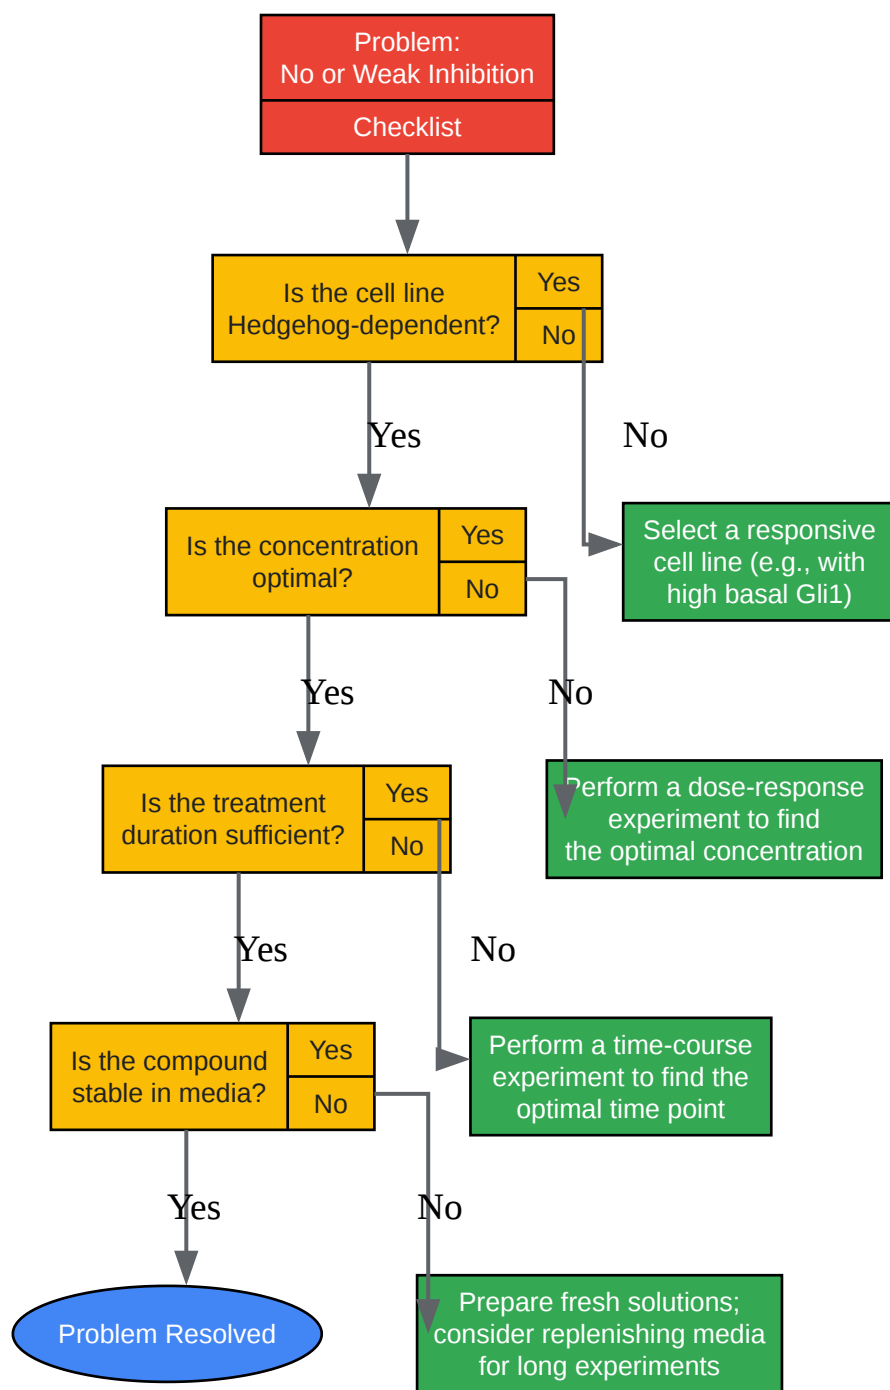 Problem:
No or Weak Inhibition
Checklist
Is the cell line
Hedgehog-dependent?
Yes
No
Yes
No
Select a responsive
cell line (e.g., with
high basal Gli1)
Is the concentration
optimal?
Yes
No
Yes
No
Perform a dose-response
experiment to find
the optimal concentration
Is the treatment
duration sufficient?
Yes
No
Yes
No
Perform a time-course
experiment to find the
optimal time point
Is the compound
stable in media?
Yes
No
Yes
No
Problem Resolved
Prepare fresh solutions;
consider replenishing media
for long experiments